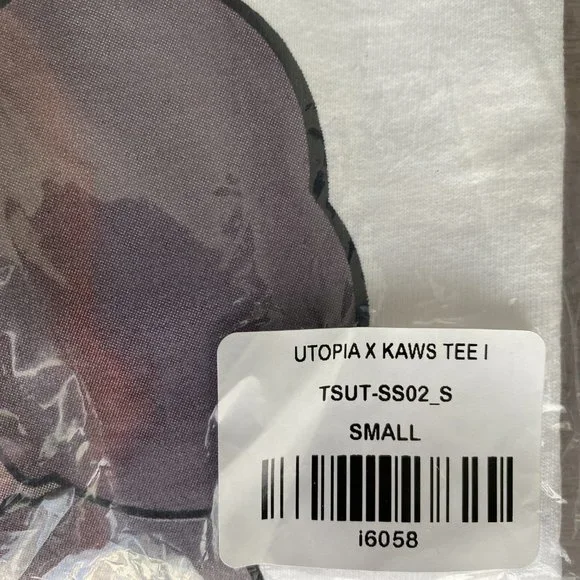 UTOPIA X KAWS TEE I
TSUT-SS02_S
SMALL
i6058